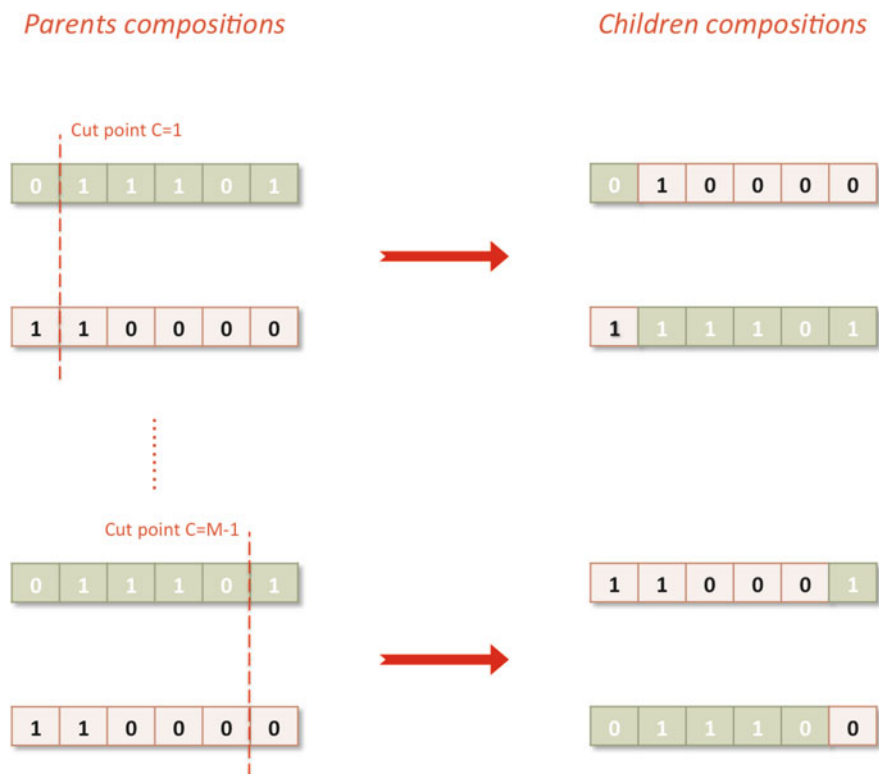 Parents compositions Children compositions
Cut point C=1
0 1 1 1 0 1 0 1 0 0 0 0
1 1 0 0 0 0 1 1 1 1 0 1
Cut point C=M-1
0 1 1 1 0 1 1 1 0 0 0 1
1 1 0 0 0 0 0 1 1 1 0 0